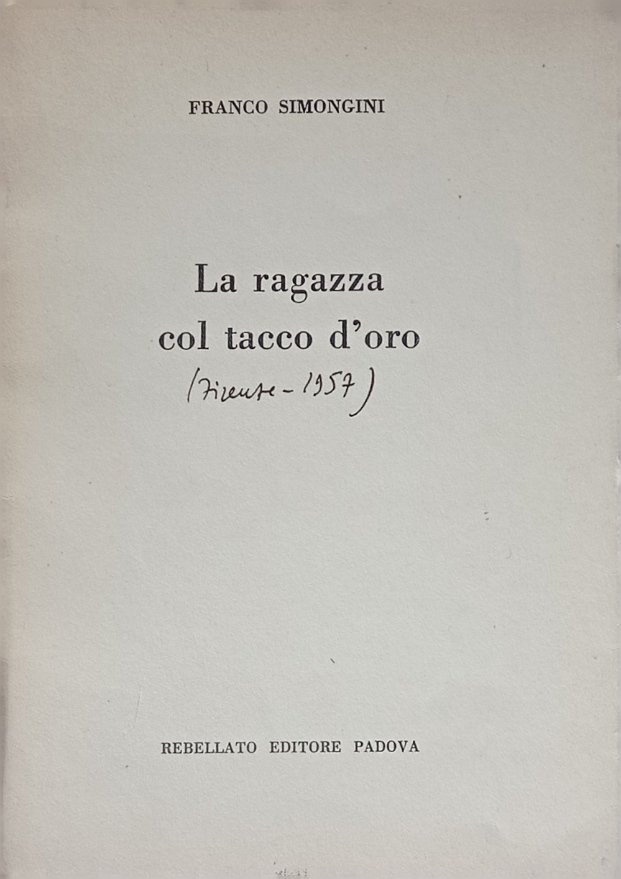 FRANCO SIMONGINI
La ragazza
col tacco d'oro
(Firenze - 1957)
REBELLATO EDITORE PADOVA